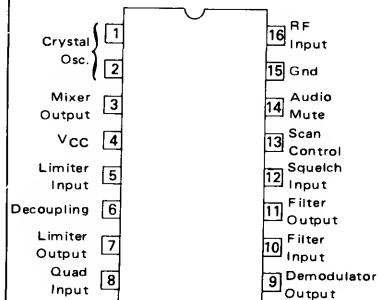 Crystal
Osc.
1
2
Mixer
Output
3
VCC
4
Limiter
Input
5
Decoupling
6
Limiter
Output
7
Quad
Input
8
16
RF
Input
15
Gnd
14
Audio
Mute
13
Scan
Control
12
Squelch
Input
11
Filter
Output
10
Filter
Input
9
Demodulator
Output